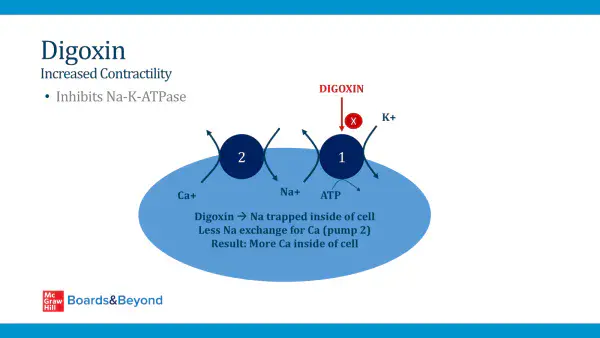 Digoxin
Increased Contractility
• Inhibits Na-K-ATPase
DIGOXIN
X
K+
2
1
Ca+
Na+
ATP
Digoxin → Na trapped inside of cell
Less Na exchange for Ca (pump 2)
Result: More Ca inside of cell
Mc
Graw
Hill
Boards&Beyond